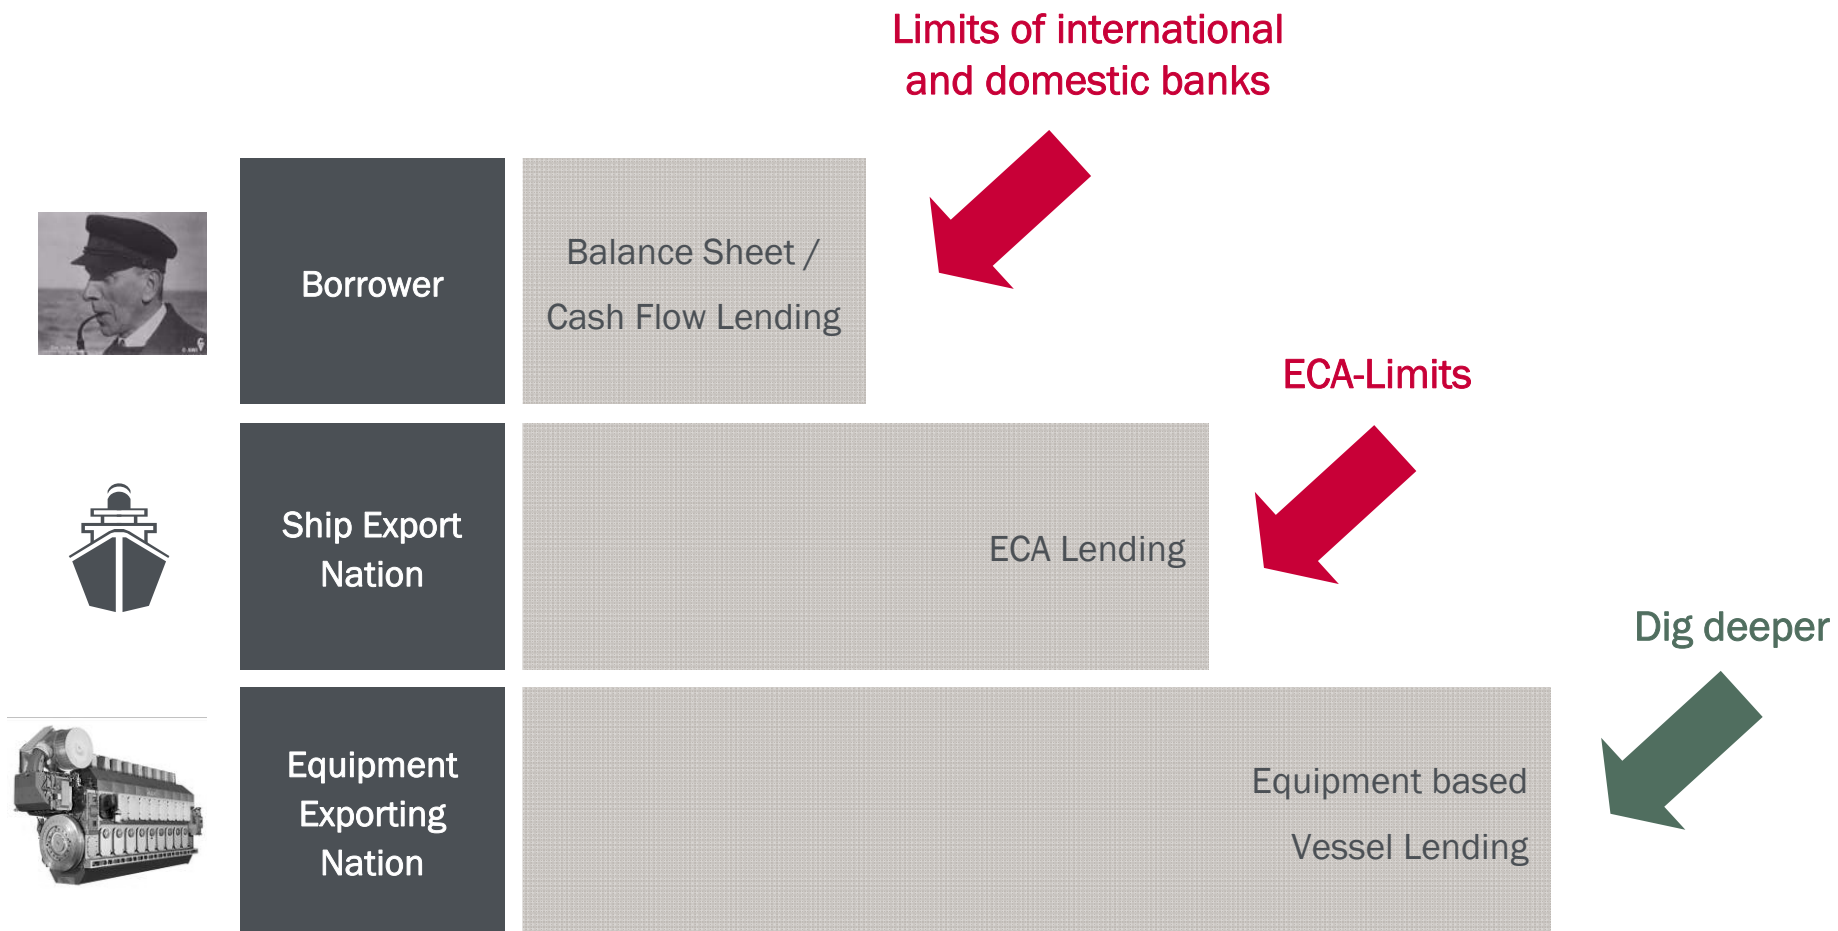 Limits of international
and domestic banks
Borrower
Balance Sheet /
Cash Flow Lending
ECA-Limits
Ship Export
Nation
ECA Lending
Dig deeper
Equipment
Exporting
Nation
Equipment based
Vessel Lending